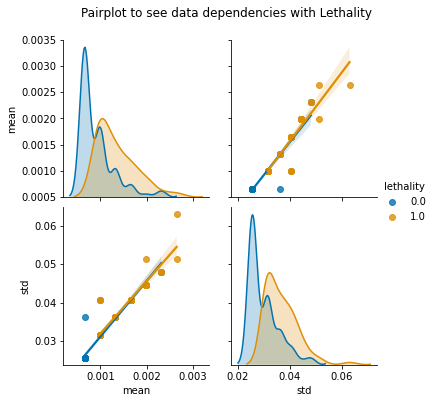 Pairplot to see data dependencies with Lethality
0.0035
0.0030
0.0025
0.0020
0.0015
0.0010
0.0005
mean
lethality
0.0
1.0
0.06
0.05
0.04
0.03
std
0.001 0.002 0.003
0.02 0.04 0.06
mean
std